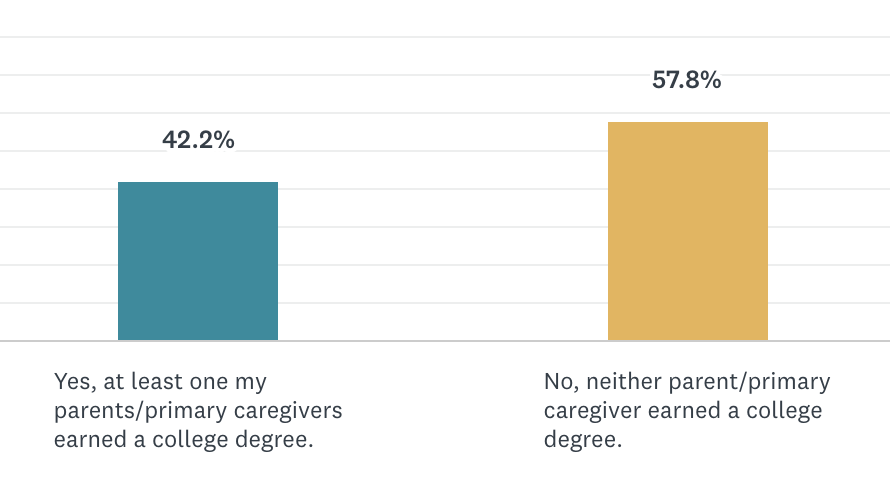 57.8%
42.2%
Yes, at least one my
parents/primary caregivers
earned a college degree.
No, neither parent/primary
caregiver earned a college
degree.